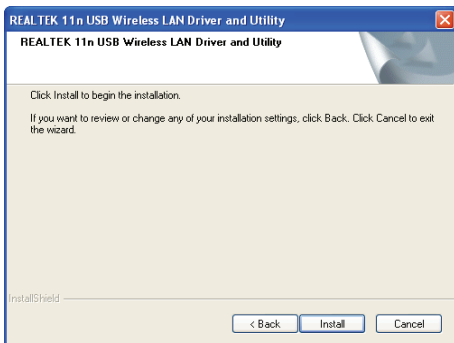 REALTEK 11n USB Wireless LAN Driver and Utility
REALTEK 11n USB Wireless LAN Driver and Utility
Click Install to begin the installation.
If you want to review or change any of your installation settings, click Back. Click Cancel to exit
the wizard.
InstallShield
< Back Install Cancel